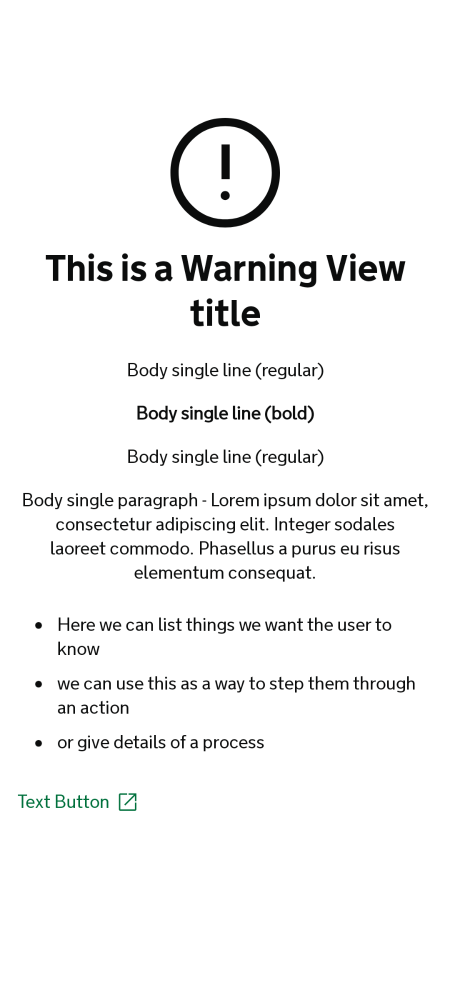 This is a Warning View
title
Body single line (regular)
Body single line (bold)
Body single line (regular)
Body single paragraph - Lorem ipsum dolor sit amet,
consectetur adipiscing elit. Integer sodales
laoreet commodo. Phasellus a purus eu risus
elementum consequat.
• Here we can list things we want the user to
know
• we can use this as a way to step them through
an action
• or give details of a process
Text Button